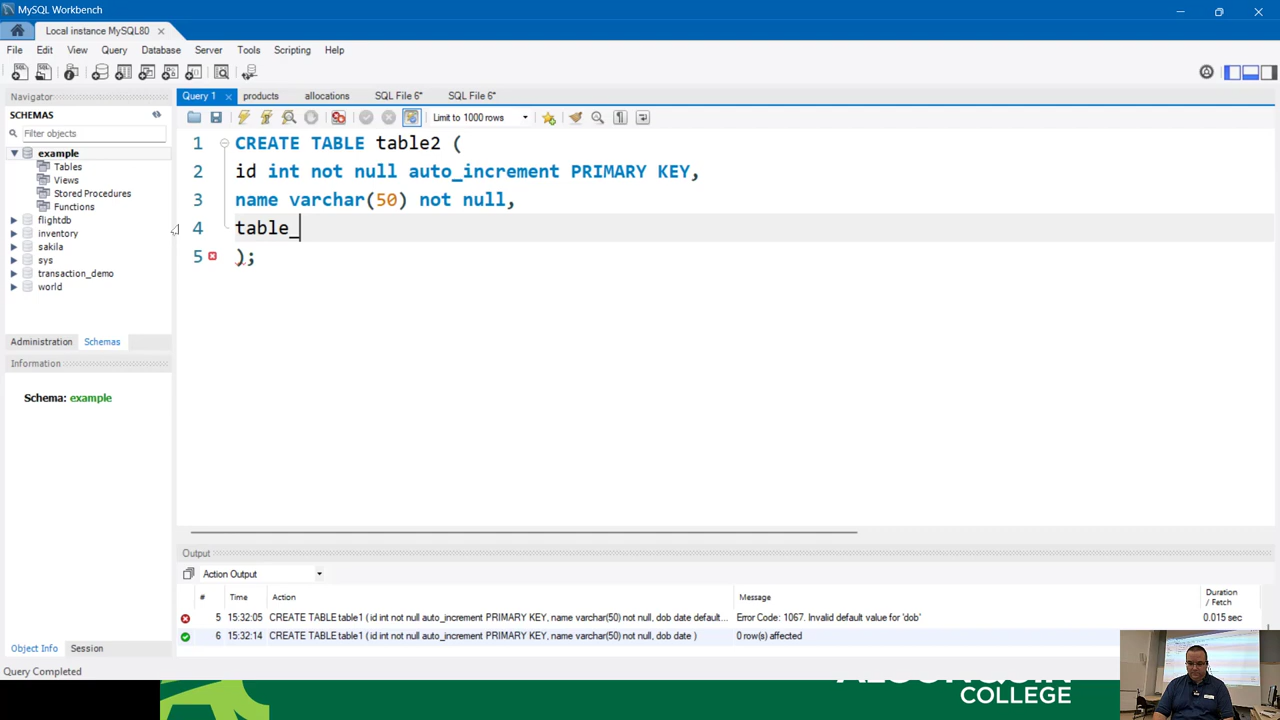 MySQL Workbench
Local instance MySQL80
File Edit View Query Database Server Tools Scripting Help
Navigator
SCHEMAS
Filter objects
example
Tables
Views
Stored Procedures
Functions
flightdb
inventory
sakila
sys
transaction_demo
world
Administration Schemas
Information
Schema: example
Object Info Session
Query Completed
Query 1 products allocations SQL File 6* SQL File 6*
Limit to 1000 rows
1 CREATE TABLE table2 (
2 id int not null auto_increment PRIMARY KEY,
3 name varchar(50) not null,
4 table_
5 );
Output
Action Output
# Time Action Message Duration / Fetch
5 15:32:05 CREATE TABLE table1 ( id int not null auto_increment PRIMARY KEY, name varchar(50) not null, dob date default... Error Code: 1067. Invalid default value for 'dob' 0.015 sec
6 15:32:14 CREATE TABLE table1 ( id int not null auto_increment PRIMARY KEY, name varchar(50) not null, dob date ) 0 row(s) affected
ALGONQUIN
COLLEGE